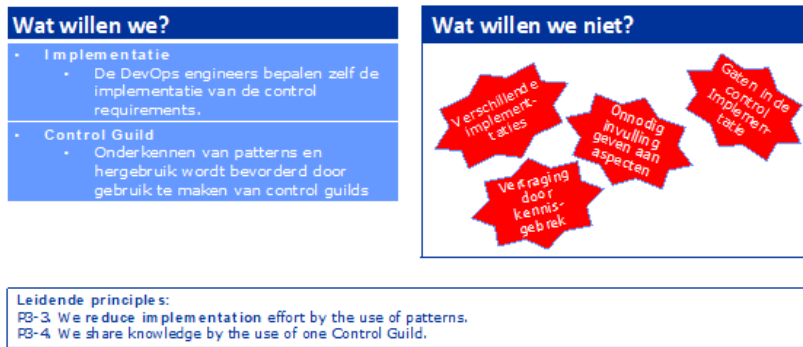 Wat willen we?
• Implementatie
• De DevOps engineers bepalen zelf de
implementatie van de control
requirements.
• Control Guild
• Onderkennen van patterns en
hergebruik wordt bevorderd door
gebruik te maken van control guilds
Wat willen we niet?
Verschillende
implement-
taties
Onnodig
invulling
geven aan
aspecten
Gaten in de
control
Implemen-
tatie
Vertraging
door
kennis-
gebrek
Leidende principles:
P3-3. We reduce implementation effort by the use of patterns.
P3-4. We share knowledge by the use of one Control Guild.